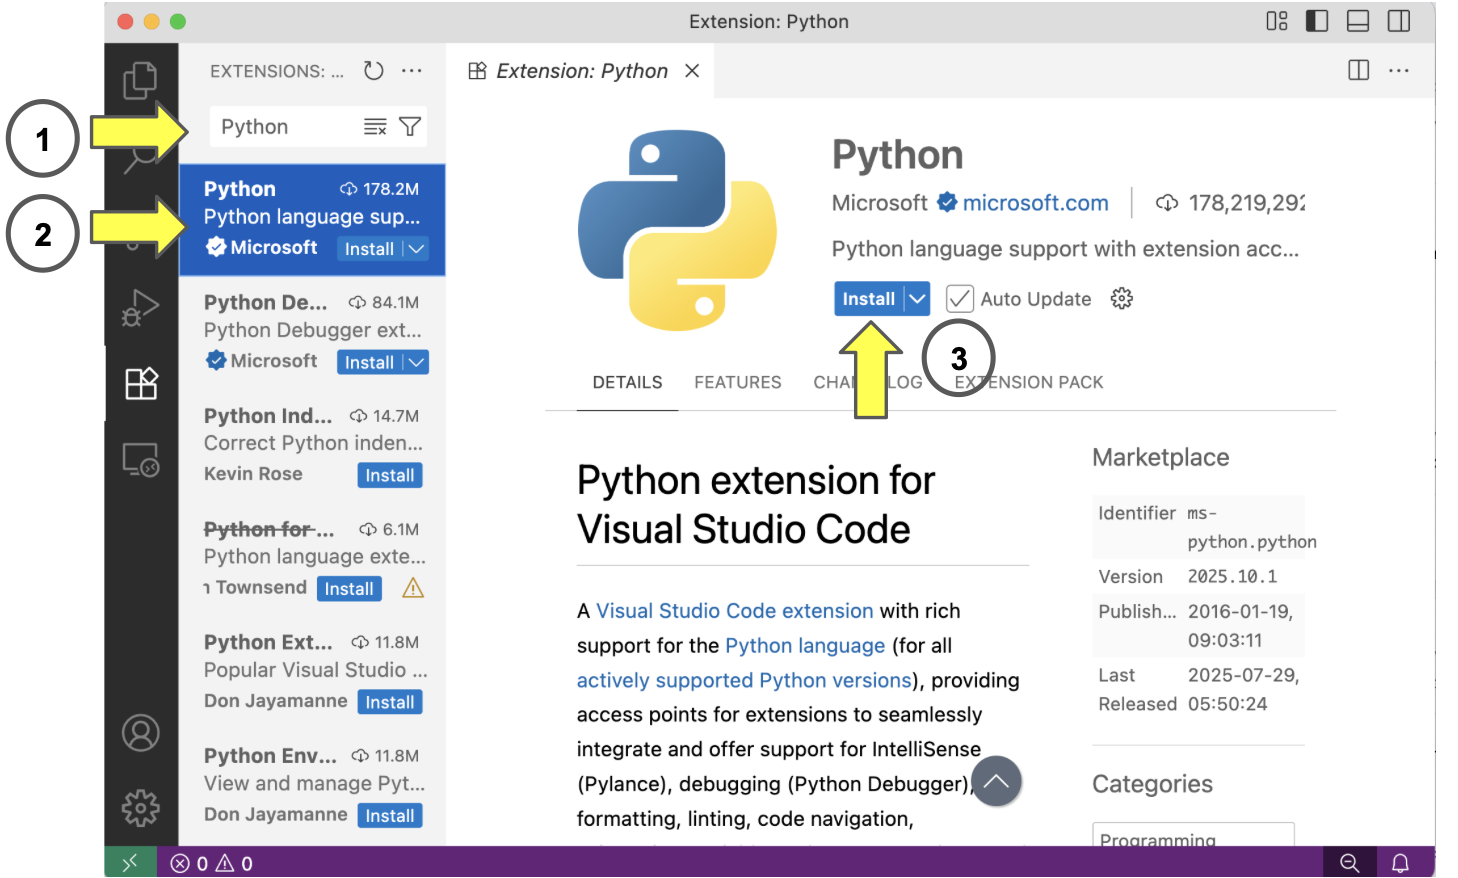 Extension: Python
EXTENSIONS: ...
Extension: Python
1
Python
2
Python 178.2M
Python language sup...
Microsoft Install
Python De... 84.1M
Python Debugger ext...
Microsoft Install
Python Ind... 14.7M
Correct Python inden...
Kevin Rose Install
Python for ... 6.1M
Python language exte...
Townsend Install
Python Ext... 11.8M
Popular Visual Studio ...
Don Jayamanne Install
Python Env... 11.8M
View and manage Pyt...
Don Jayamanne Install
Python
Microsoft microsoft.com 178,219,292
Python language support with extension acc...
Install Auto Update
3
DETAILS FEATURES CHANGELOG EXTENSION PACK
Python extension for
Visual Studio Code
A Visual Studio Code extension with rich
support for the Python language (for all
actively supported Python versions), providing
access points for extensions to seamlessly
integrate and offer support for IntelliSense
(Pylance), debugging (Python Debugger),
formatting, linting, code navigation,
Marketplace
Identifier ms-
python.python
Version 2025.10.1
Publish... 2016-01-19,
09:03:11
Last 2025-07-29,
Released 05:50:24
Categories
Programming
0 0